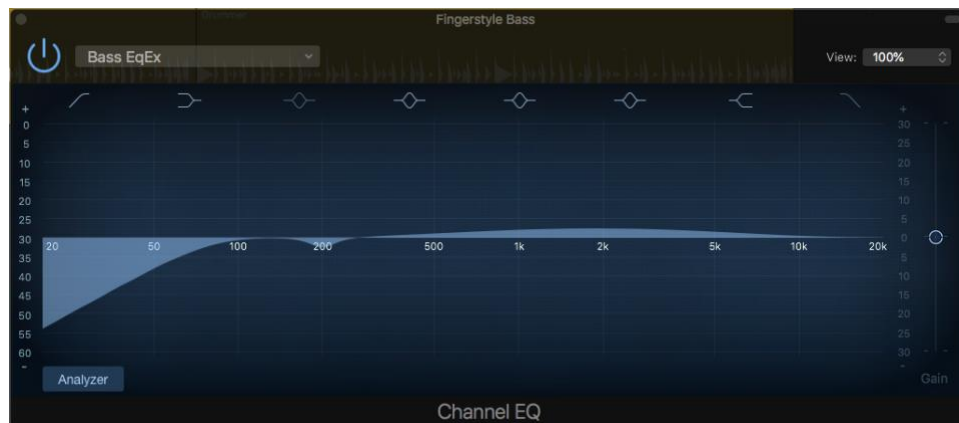 Drummer
Fingerstyle Bass
Bass EqEx
View: 100%
+ +
0 30
5 25
10 20
15 15
20 10
25 5
30 20 50 100 200 500 1k 2k 5k 10k 20k 0
35 5
40 10
45 15
50 20
55 25
60 30
- -
Analyzer Gain
Channel EQ